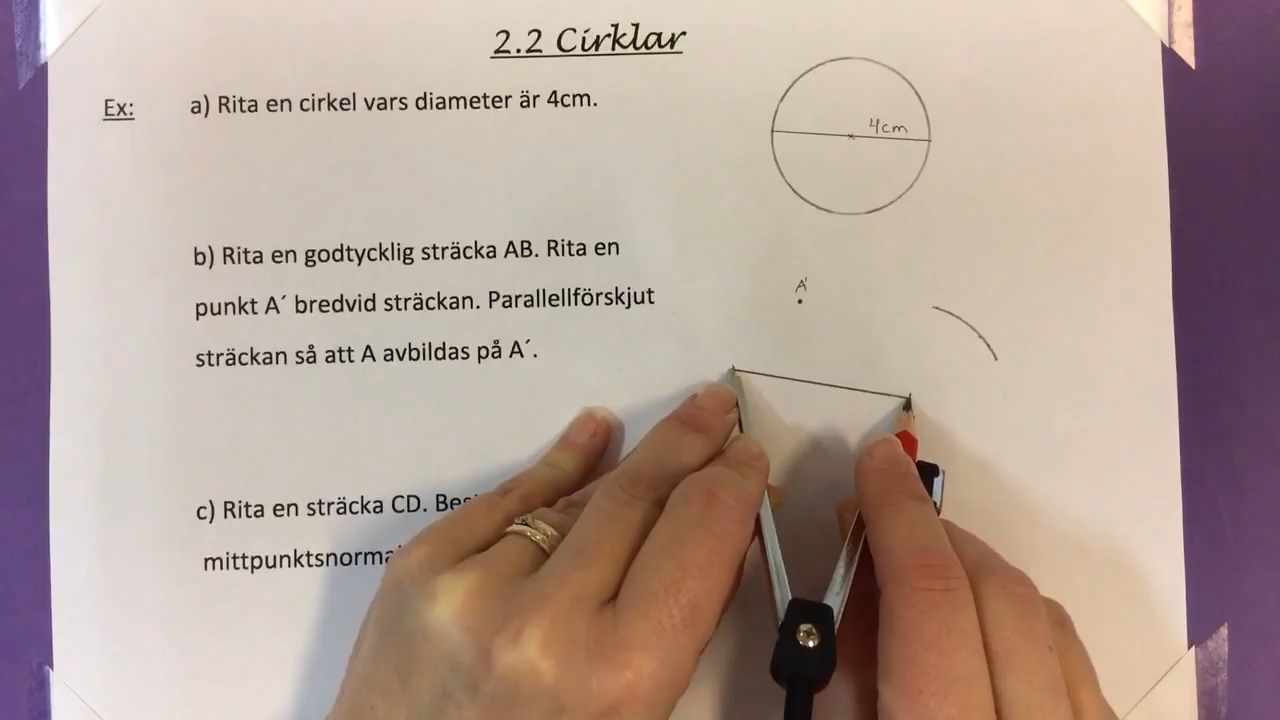 2.2 Cirklar
Ex: a) Rita en cirkel vars diameter är 4cm.
4cm
b) Rita en godtycklig sträcka AB. Rita en
punkt A´ bredvid sträckan. Parallellförskjut
sträckan så att A avbildas på A´.
A'
c) Rita en sträcka CD.